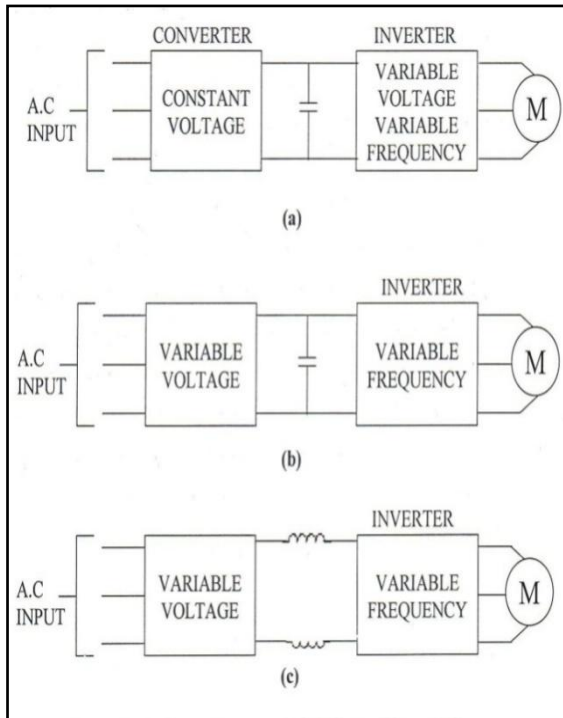 CONVERTER
INVERTER
A.C
INPUT
CONSTANT
VOLTAGE
VARIABLE
VOLTAGE
VARIABLE
FREQUENCY
M
(a)
INVERTER
A.C
INPUT
VARIABLE
VOLTAGE
VARIABLE
FREQUENCY
M
(b)
INVERTER
A.C
INPUT
VARIABLE
VOLTAGE
VARIABLE
FREQUENCY
M
(c)